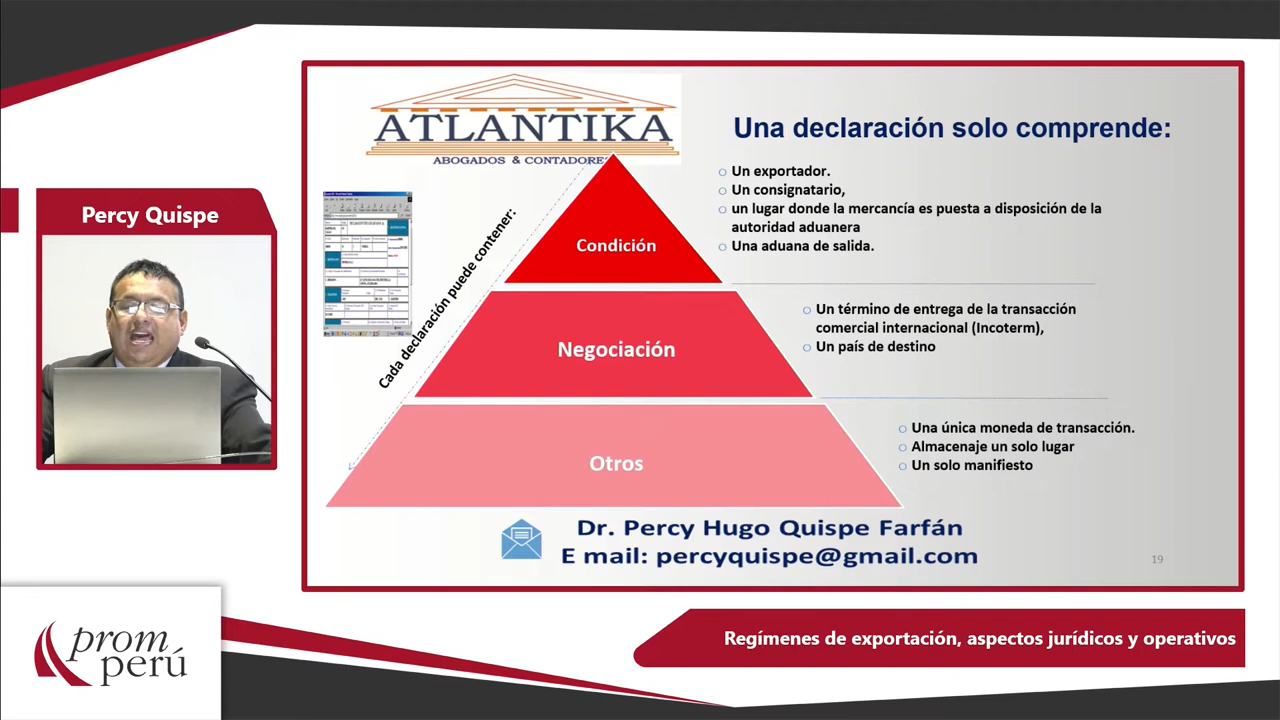 Percy Quispe
ATLANTIKA
ABOGADOS & CONTADORES
Una declaración solo comprende:
Cada declaración puede contener:
Condición
Un exportador.
Un consignatario,
un lugar donde la mercancía es puesta a disposición de la
autoridad aduanera
Una aduana de salida.
Negociación
Un término de entrega de la transacción
comercial internacional (Incoterm),
Un país de destino
Otros
Una única moneda de transacción.
Almacenaje un solo lugar
Un solo manifiesto
Dr. Percy Hugo Quispe Farfán
E mail: percyquispe@gmail.com
19
prom
perú
Regímenes de exportación, aspectos jurídicos y operativos